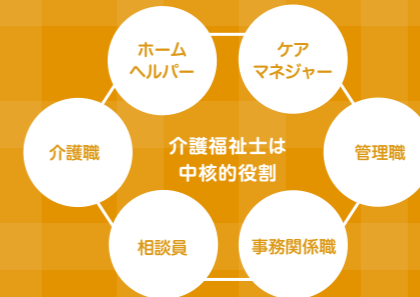 ホーム
ヘルパー
ケア
マネジャー
介護職
介護福祉士は
中核的役割
管理職
相談員
事務関係職